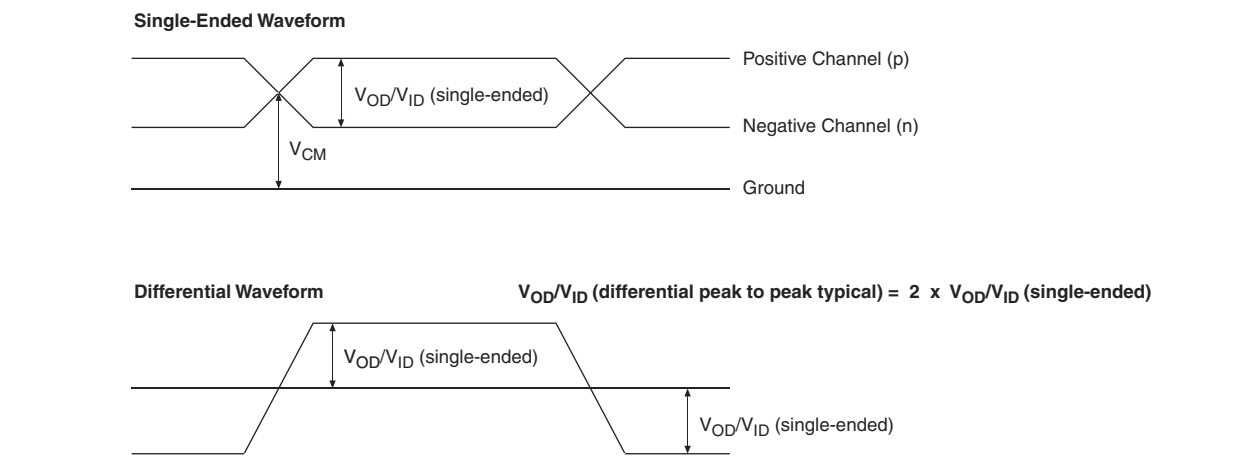 Single-Ended Waveform
Positive Channel (p)
VOD/VID (single-ended)
Negative Channel (n)
VCM
Ground
Differential Waveform
VOD/VID (differential peak to peak typical) = 2 x VOD/VID (single-ended)
VOD/VID (single-ended)
VOD/VID (single-ended)